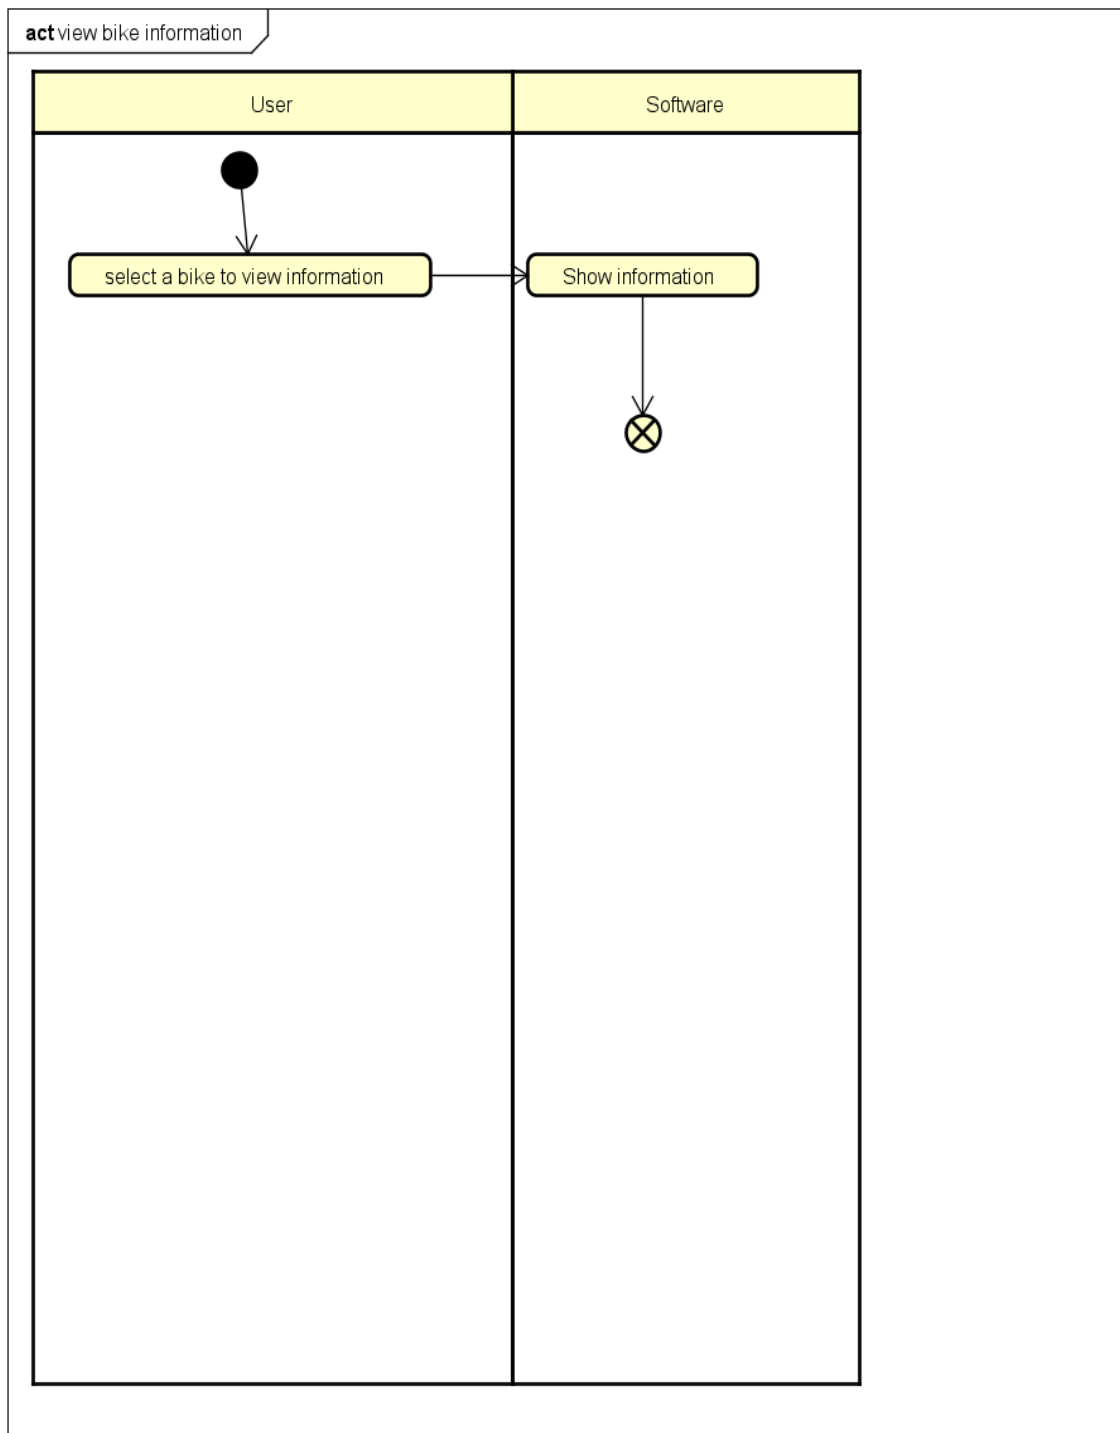 act view bike information
User
Software
select a bike to view information
Show information